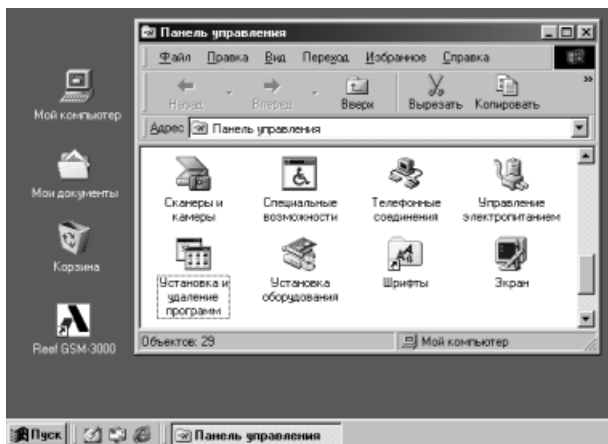 Панель управления
Файл Правка Вид Переход Избранное Справка
Назад Вперед Вверх Вырезать Копировать
Адрес Панель управления
Мой компьютер
Мои документы
Корзина
Reef GSM-3000
Сканеры и камеры
Специальные возможности
Телефонные соединения
Управление электропитанием
Установка и удаление программ
Установка оборудования
Шрифты
Экран
Объектов: 29
Мой компьютер
Пуск
Панель управления